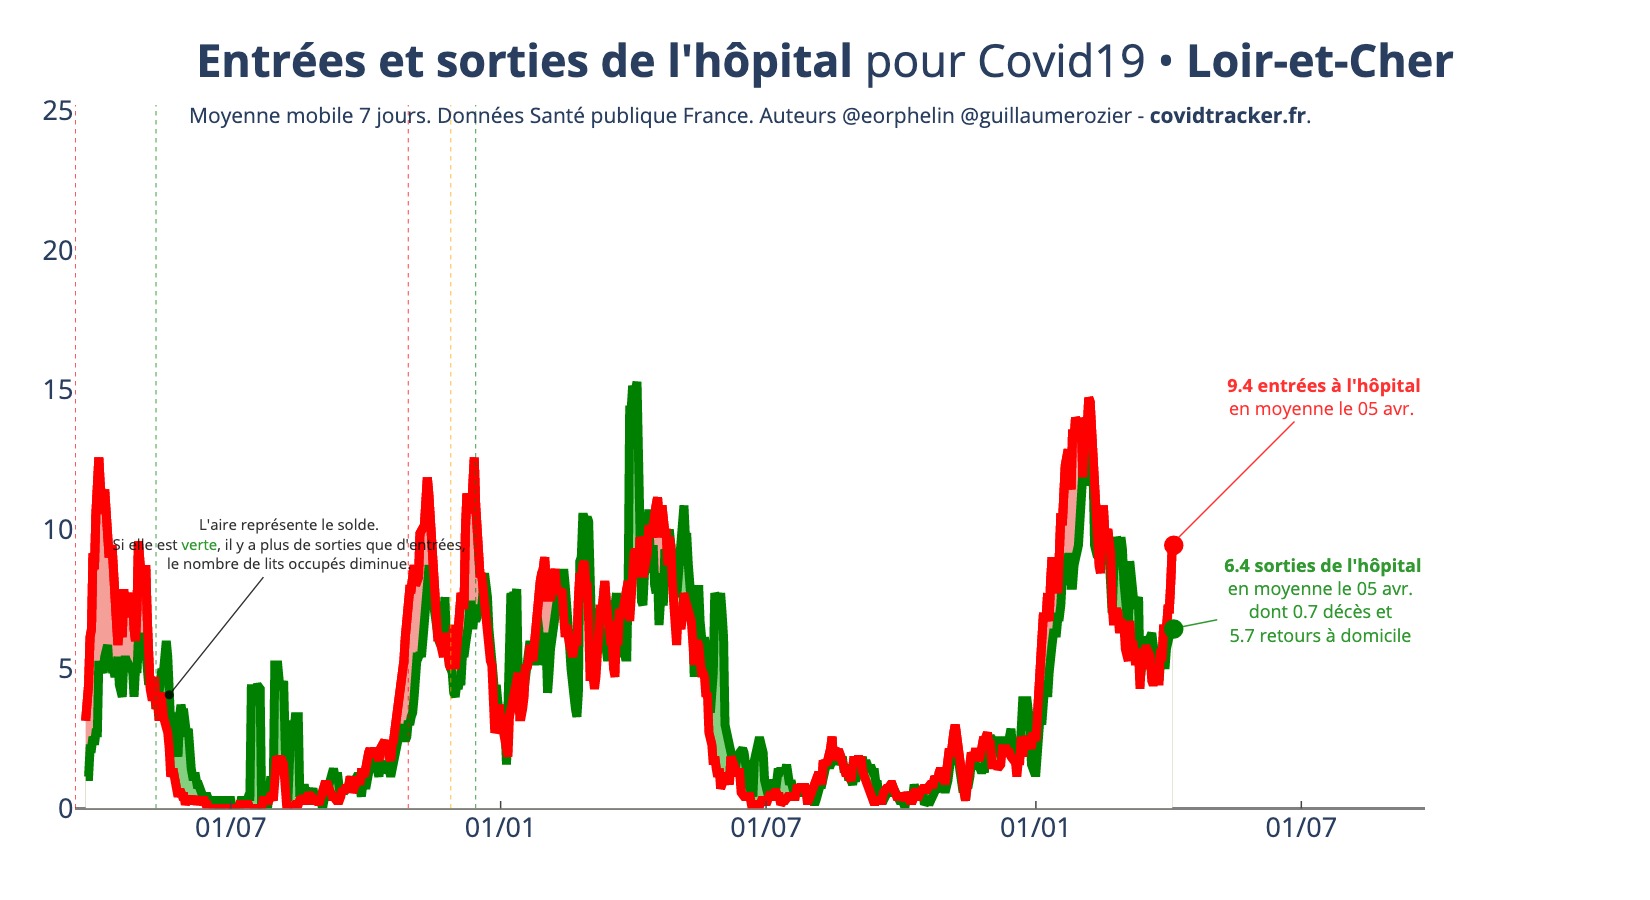 Entrées et sorties de l'hôpital pour Covid19 • Loir-et-Cher
Moyenne mobile 7 jours. Données Santé publique France. Auteurs @eorphelin @guillaumerozier - covidtracker.fr.
25
20
15
10
5
0
9.4 entrées à l'hôpital
en moyenne le 05 avr.
L'aire représente le solde.
Si elle est verte, il y a plus de sorties que d'entrées,
le nombre de lits occupés diminue.
6.4 sorties de l'hôpital
en moyenne le 05 avr.
dont 0.7 décès et
5.7 retours à domicile
01/07
01/01
01/07
01/01
01/07